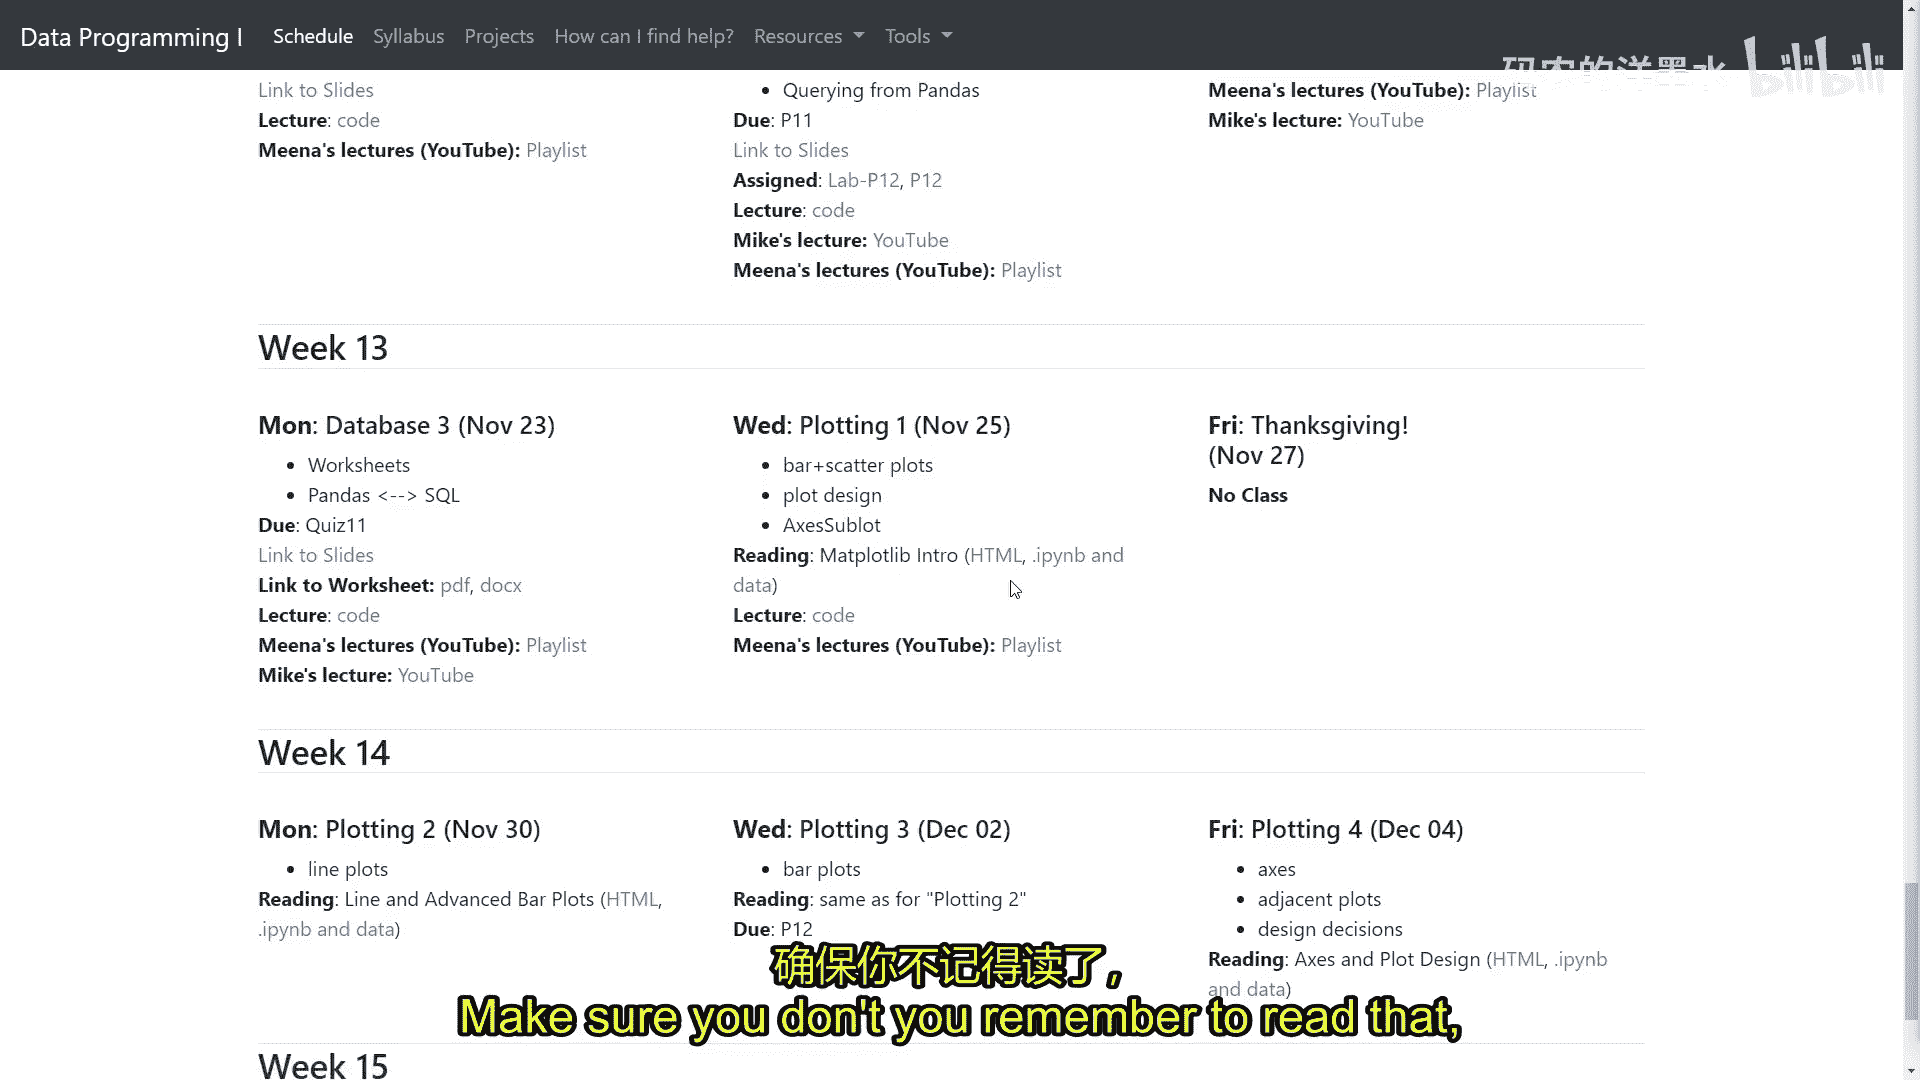 Data Programming I
Schedule
Syllabus
Projects
How can I find help?
Resources
Tools
码农的洋墨水
bilibili
Link to Slides
Lecture: code
Meena's lectures (YouTube): Playlist
• Querying from Pandas
Due: P11
Link to Slides
Assigned: Lab-P12, P12
Lecture: code
Mike's lecture: YouTube
Meena's lectures (YouTube): Playlist
Meena's lectures (YouTube): Playlist
Mike's lecture: YouTube
Week 13
Mon: Database 3 (Nov 23)
• Worksheets
• Pandas <--> SQL
Due: Quiz11
Link to Slides
Link to Worksheet: pdf, docx
Lecture: code
Meena's lectures (YouTube): Playlist
Mike's lecture: YouTube
Wed: Plotting 1 (Nov 25)
• bar+scatter plots
• plot design
• AxesSublot
Reading: Matplotlib Intro (HTML, .ipynb and
data)
Lecture: code
Meena's lectures (YouTube): Playlist
Fri: Thanksgiving!
(Nov 27)
No Class
Week 14
Mon: Plotting 2 (Nov 30)
• line plots
Reading: Line and Advanced Bar Plots (HTML,
.ipynb and data)
Wed: Plotting 3 (Dec 02)
• bar plots
Reading: same as for "Plotting 2"
Due: P12
Fri: Plotting 4 (Dec 04)
• axes
• adjacent plots
• design decisions
Reading: Axes and Plot Design (HTML, .ipynb
and data)
确保你不记得读了,
Make sure you don't you remember to read that,
Week 15